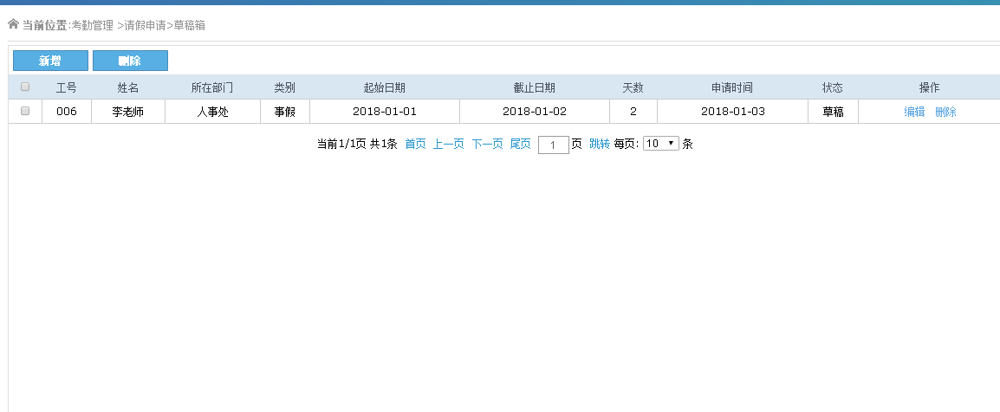 当前位置:考勤管理 >请假申请>草稿箱
新增 删除
工号 姓名 所在部门 类别 起始日期 截止日期 天数 申请时间 状态 操作
006 李老师 人事处 事假 2018-01-01 2018-01-02 2 2018-01-03 草稿 编辑 删除
当前1/1页 共1条 首页 上一页 下一页 尾页 1 页 跳转 每页: 10 条